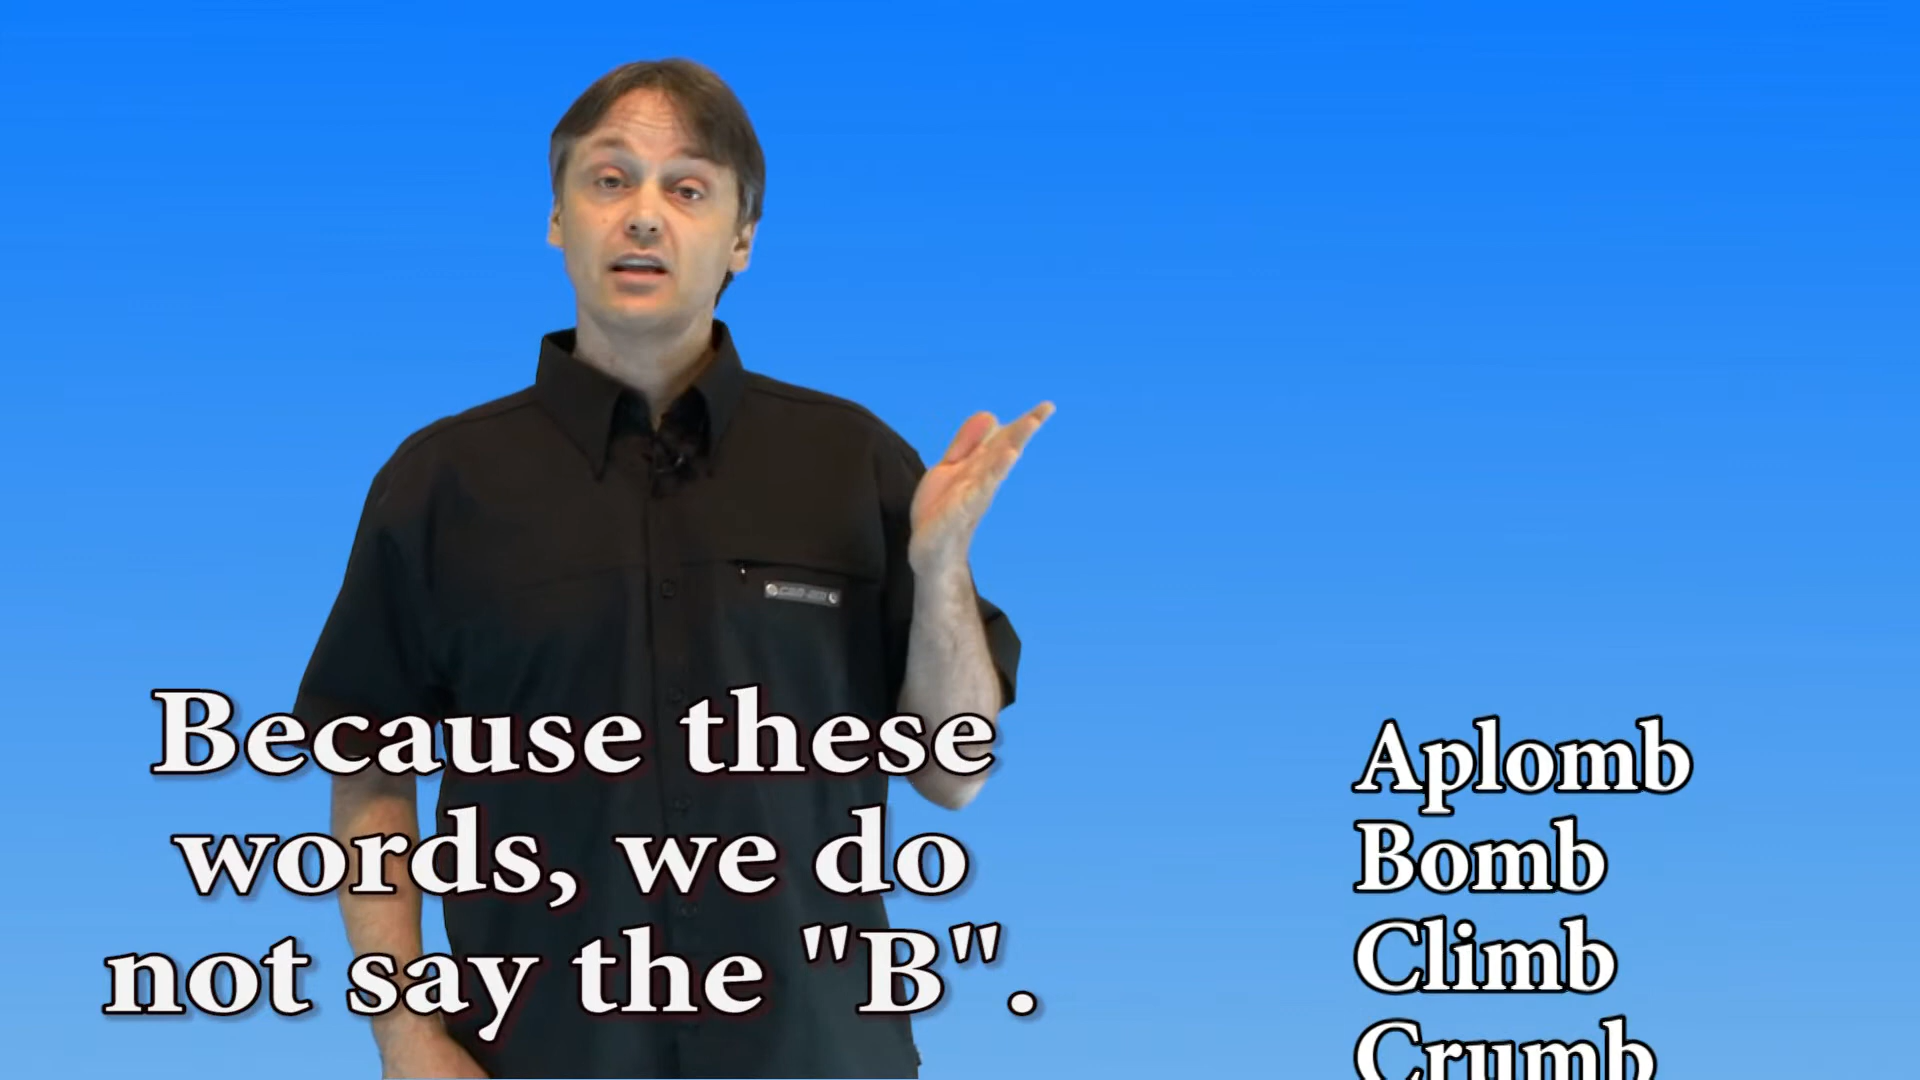 Because these
words, we do
not say the "B".
Aplomb
Bomb
Climb
Crumb